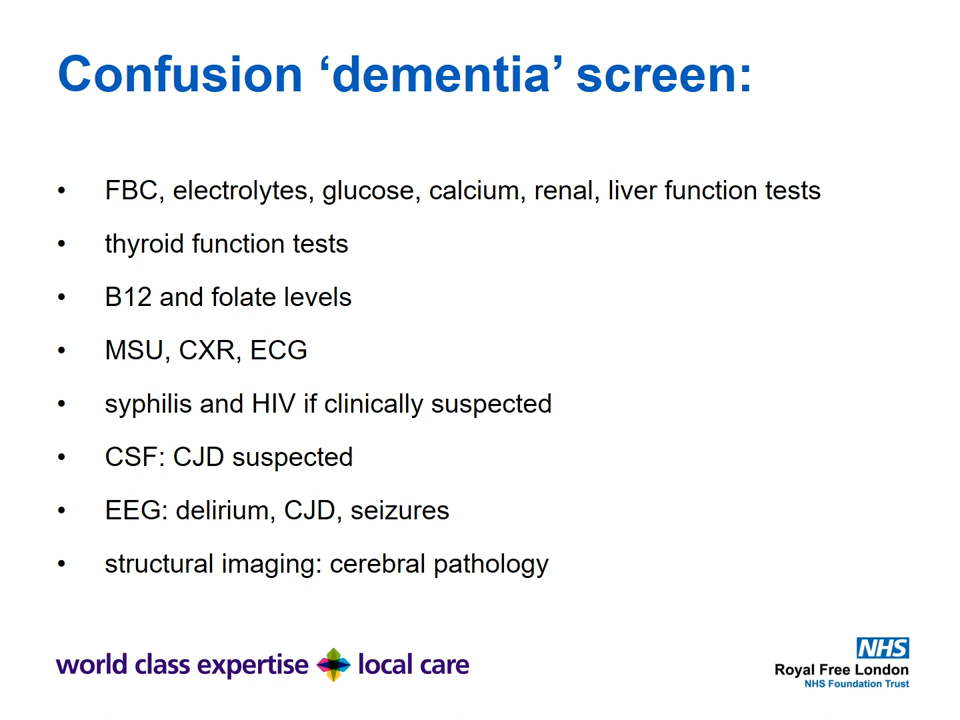 Confusion ‘dementia’ screen:
• FBC, electrolytes, glucose, calcium, renal, liver function tests
• thyroid function tests
• B12 and folate levels
• MSU, CXR, ECG
• syphilis and HIV if clinically suspected
• CSF: CJD suspected
• EEG: delirium, CJD, seizures
• structural imaging: cerebral pathology
world class expertise local care
NHS
Royal Free London
NHS Foundation Trust